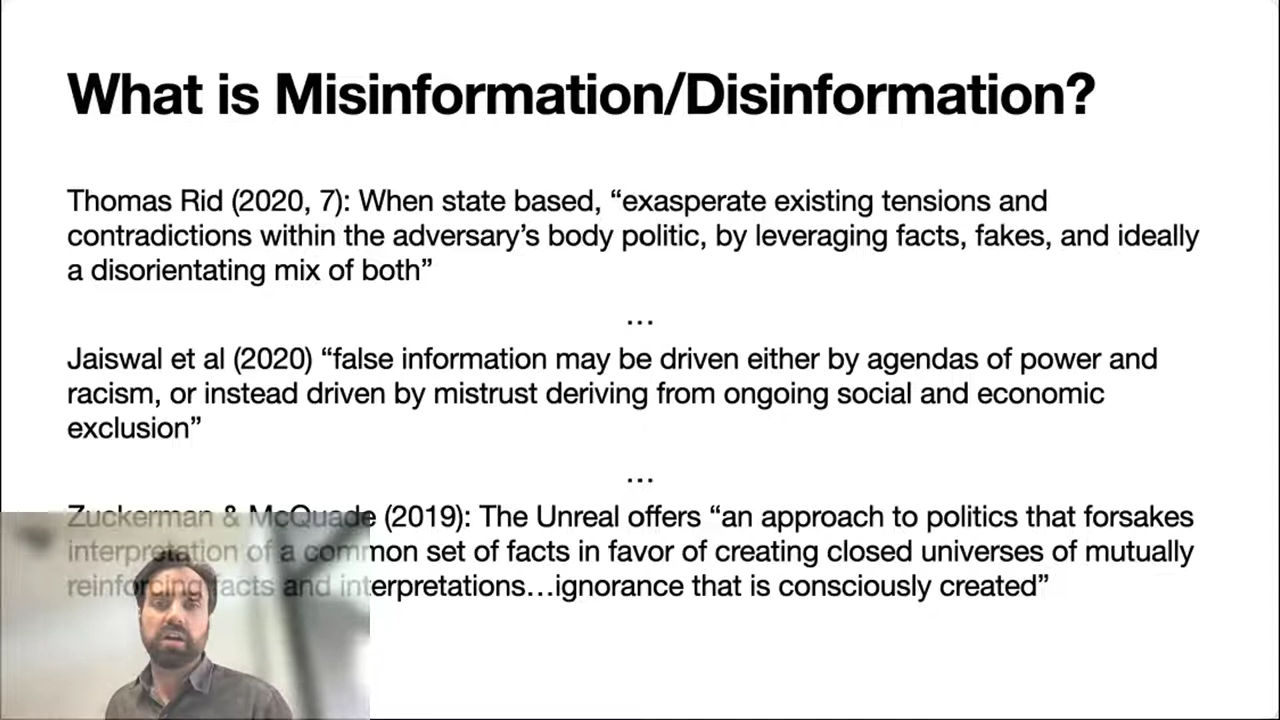 What is Misinformation/Disinformation?
Thomas Rid (2020, 7): When state based, “exasperate existing tensions and
contradictions within the adversary’s body politic, by leveraging facts, fakes, and ideally
a disorientating mix of both”
…
Jaiswal et al (2020) “false information may be driven either by agendas of power and
racism, or instead driven by mistrust deriving from ongoing social and economic
exclusion”
…
Zuckerman & McQuade (2019): The Unreal offers “an approach to politics that forsakes
interpretation of a common set of facts in favor of creating closed universes of mutually
reinforcing facts and interpretations…ignorance that is consciously created”